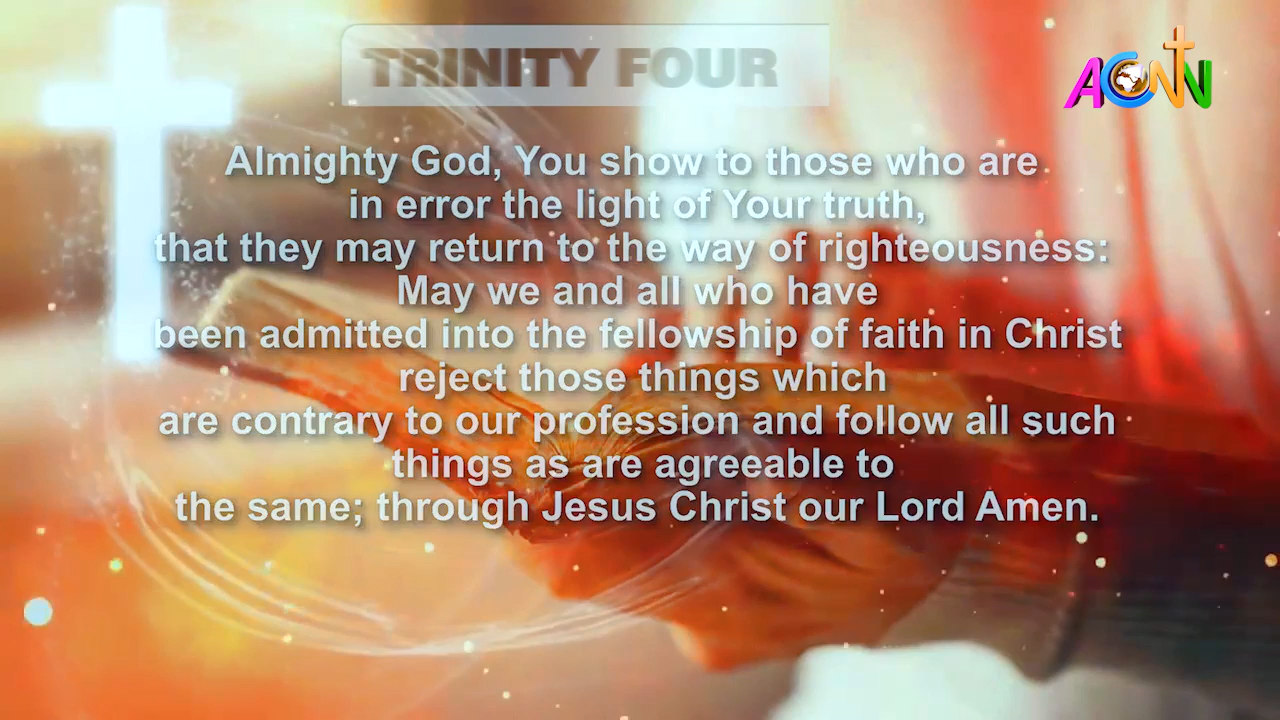 TRINITY FOUR
ACNN
Almighty God, You show to those who are
in error the light of Your truth,
that they may return to the way of righteousness:
May we and all who have
been admitted into the fellowship of faith in Christ
reject those things which
are contrary to our profession and follow all such
things as are agreeable to
the same; through Jesus Christ our Lord Amen.